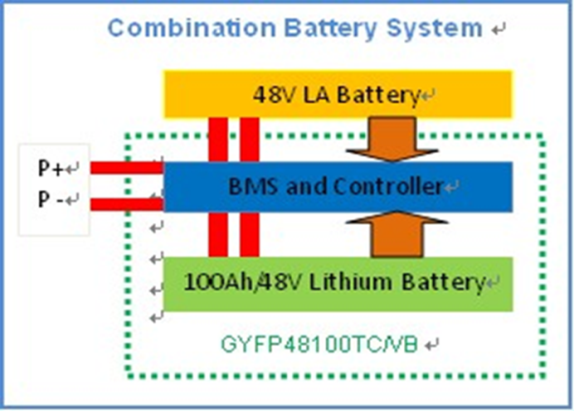 Combination Battery System
48V LA Battery
P+
P -
BMS and Controller
100Ah/48V Lithium Battery
GYFP48100TC/VB